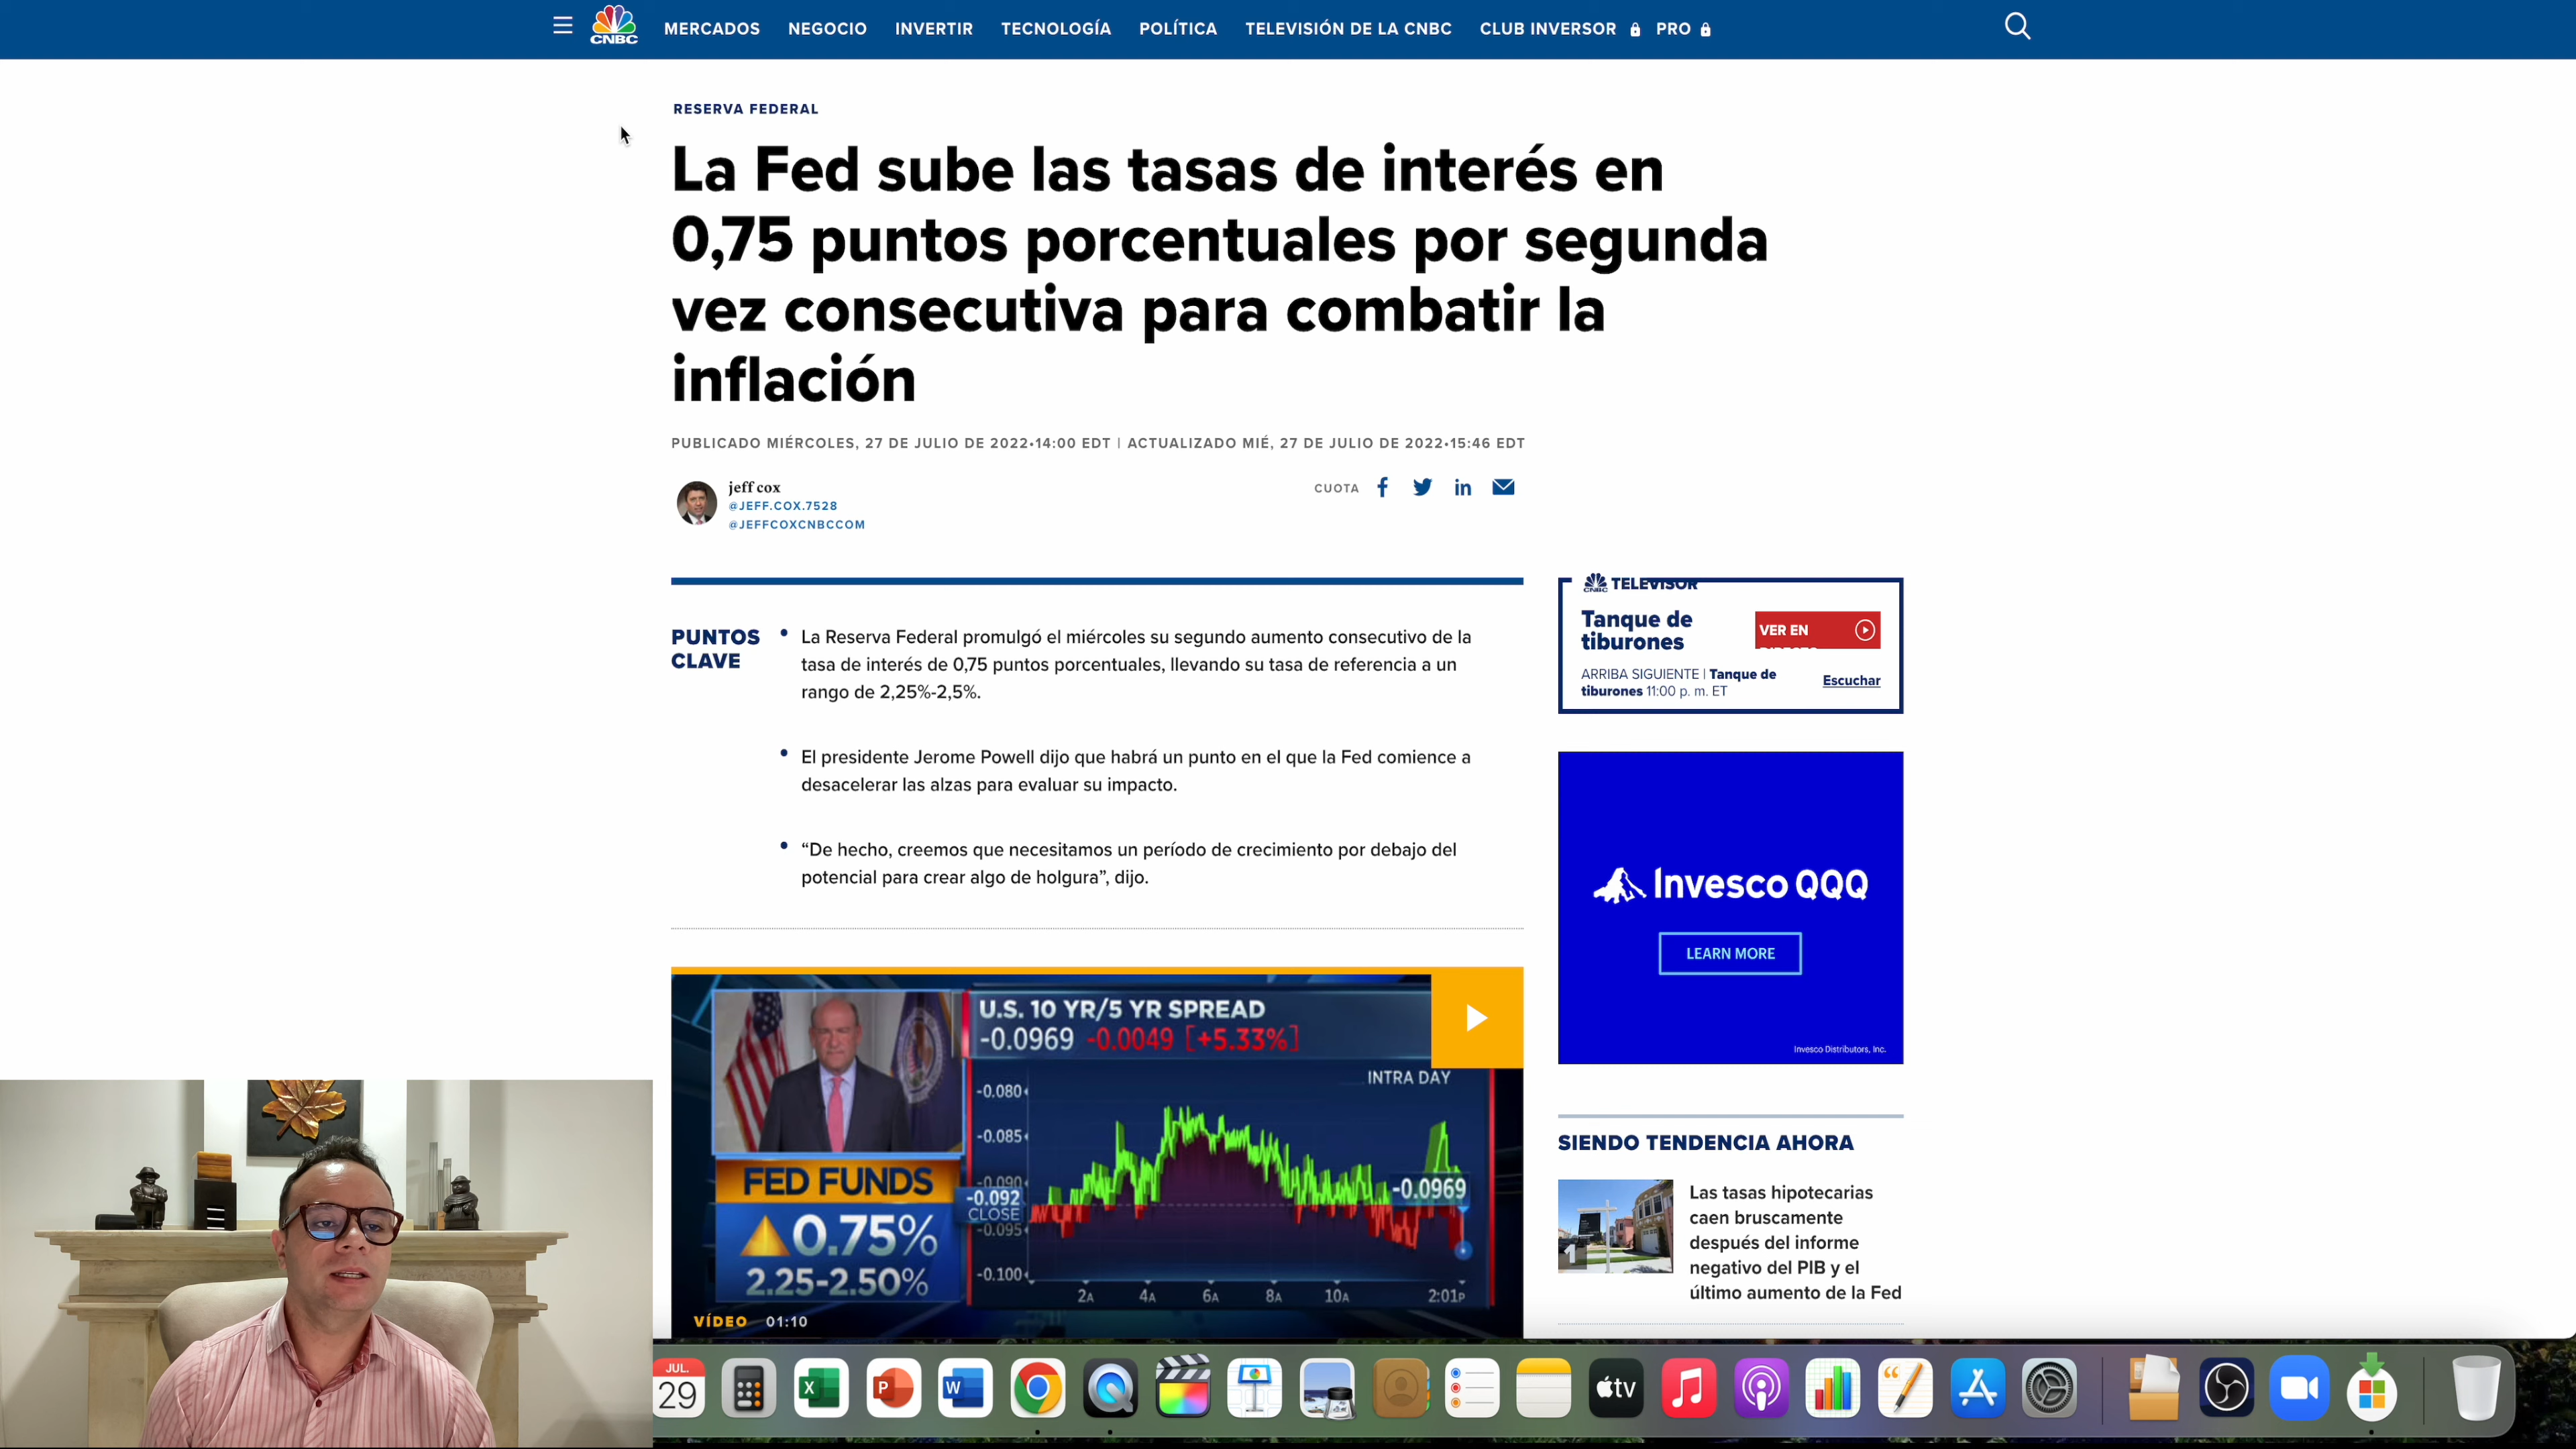 CNBC
MERCADOS NEGOCIO INVERTIR TECNOLOGÍA POLÍTICA TELEVISIÓN DE LA CNBC CLUB INVERSOR PRO
RESERVA FEDERAL
La Fed sube las tasas de interés en
0,75 puntos porcentuales por segunda
vez consecutiva para combatir la
inflación
PUBLICADO MIÉRCOLES, 27 DE JULIO DE 2022•14:00 EDT | ACTUALIZADO MIÉ, 27 DE JULIO DE 2022•15:46 EDT
jeff cox
@JEFF.COX.7528
@JEFFCOXCNBCCOM
CUOTA
PUNTOS
CLAVE
• La Reserva Federal promulgó el miércoles su segundo aumento consecutivo de la
tasa de interés de 0,75 puntos porcentuales, llevando su tasa de referencia a un
rango de 2,25%-2,5%.
• El presidente Jerome Powell dijo que habrá un punto en el que la Fed comience a
desacelerar las alzas para evaluar su impacto.
• “De hecho, creemos que necesitamos un período de crecimiento por debajo del
potencial para crear algo de holgura”, dijo.
CNBC TELEVISOR
Tanque de
tiburones
VER EN
ARRIBA SIGUIENTE | Tanque de
tiburones 11:00 p. m. ET
Escuchar
Invesco QQQ
LEARN MORE
Invesco Distributors, Inc.
SIENDO TENDENCIA AHORA
1
Las tasas hipotecarias
caen bruscamente
después del informe
negativo del PIB y el
último aumento de la Fed
U.S. 10 YR/5 YR SPREAD
-0.0969 -0.0049 [+5.33%]
INTRA DAY
-0.080
-0.085
-0.090
-0.092
CLOSE
-0.095
-0.100
-0.0969
2A 4A 6A 8A 10A 2:01P
FED FUNDS
0.75%
2.25-2.50%
VÍDEO 01:10
JUL.
29
X
P
W
tv